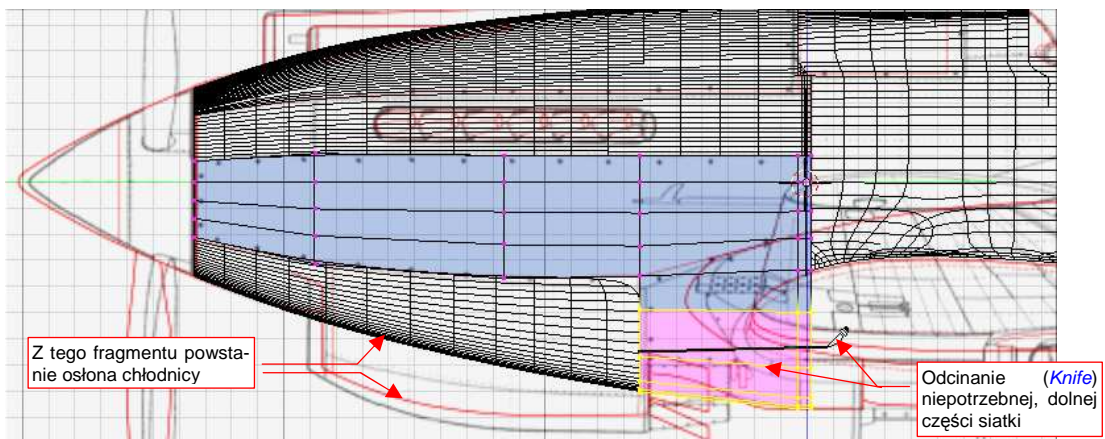 Z tego fragmentu powsta-
nie osłona chłodnicy
Odcinanie (Knife)
niepotrzebnej, dolnej
części siatki